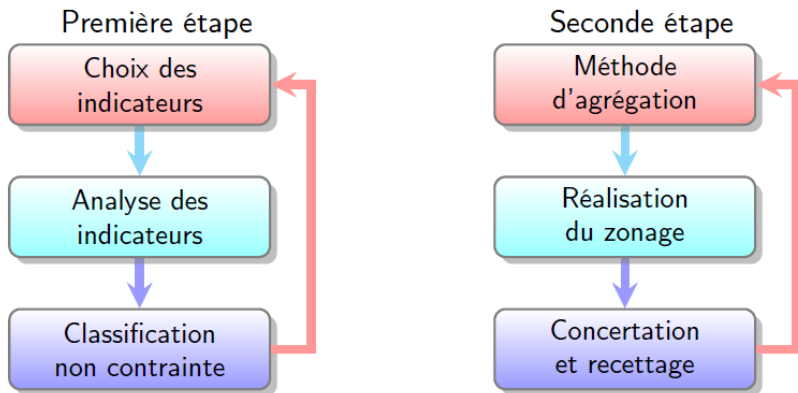 Première étape
Choix des
indicateurs
Analyse des
indicateurs
Classification
non contrainte
Seconde étape
Méthode
d'agrégation
Réalisation
du zonage
Concertation
et recettage